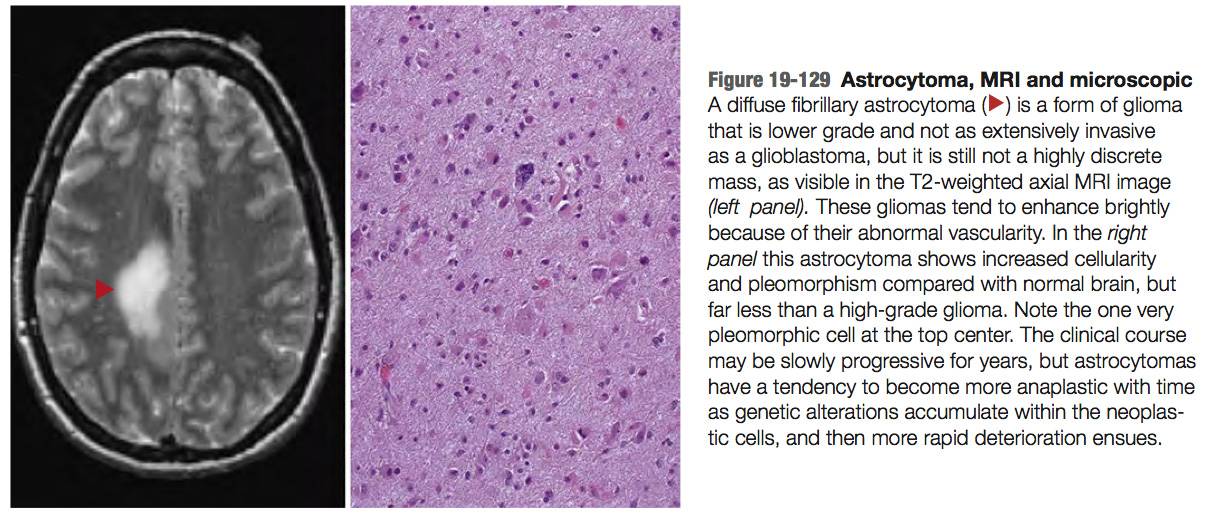 Figure 19-129 Astrocytoma, MRI and microscopic
A diffuse fibrillary astrocytoma (▶) is a form of glioma
that is lower grade and not as extensively invasive
as a glioblastoma, but it is still not a highly discrete
mass, as visible in the T2-weighted axial MRI image
(left panel). These gliomas tend to enhance brightly
because of their abnormal vascularity. In the right
panel this astrocytoma shows increased cellularity
and pleomorphism compared with normal brain, but
far less than a high-grade glioma. Note the one very
pleomorphic cell at the top center. The clinical course
may be slowly progressive for years, but astrocytomas
have a tendency to become more anaplastic with time
as genetic alterations accumulate within the neoplas-
tic cells, and then more rapid deterioration ensues.